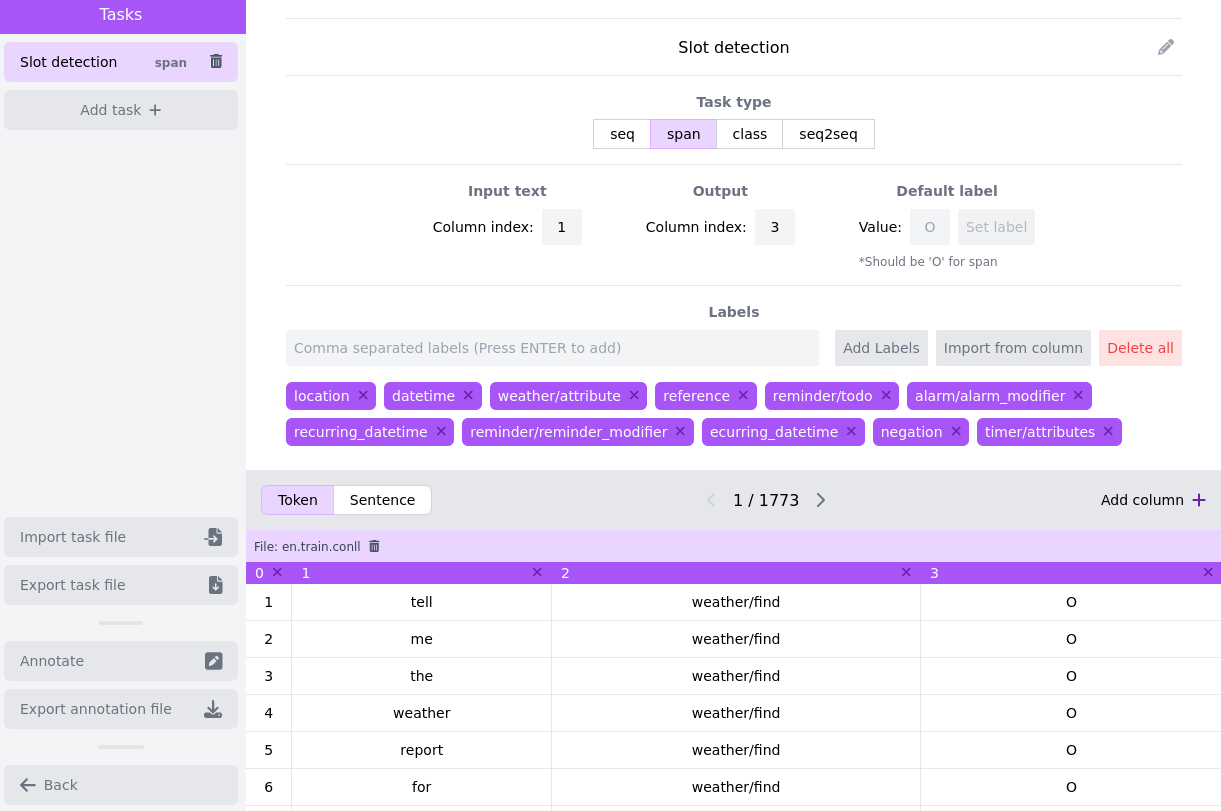 Tasks
Slot detection span
Add task
Import task file
Export task file
Annotate
Export annotation file
Back
Slot detection
Task type
seq span class seq2seq
Input text Output Default label
Column index: 1 Column index: 3 Value: O Set label
*Should be 'O' for span
Labels
Comma separated labels (Press ENTER to add) Add Labels Import from column Delete all
location datetime weather/attribute reference reminder/todo alarm/alarm_modifier
recurring_datetime reminder/reminder_modifier ecurring_datetime negation timer/attributes
Token Sentence 1 / 1773 Add column
File: en.train.conll
0 1 2 3
1 tell weather/find O
2 me weather/find O
3 the weather/find O
4 weather weather/find O
5 report weather/find O
6 for weather/find O